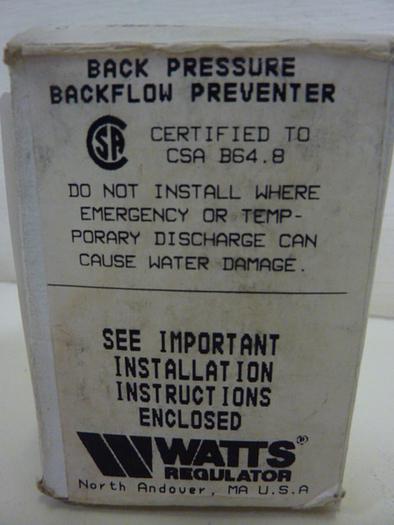 BACK PRESSURE
BACKFLOW PREVENTER
CSA CERTIFIED TO
CSA B64.8
DO NOT INSTALL WHERE
EMERGENCY OR TEMP-
PORARY DISCHARGE CAN
CAUSE WATER DAMAGE.
SEE IMPORTANT
INSTALLATION
INSTRUCTIONS
ENCLOSED
WATTS®
REGULATOR
North Andover, MA U.S.A